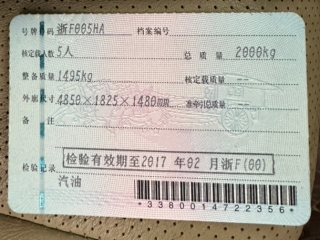 号牌号码 浙F005HA 档案编号
核定载人数 5人 总质量 2000kg
整备质量 1495kg 核定载质量 --
外廓尺寸 4850×1825×1480mm 准牵引总质量 --
备注
检验有效期至2017 年02 月浙F(00)
检验记录
汽油
*3380014722356*